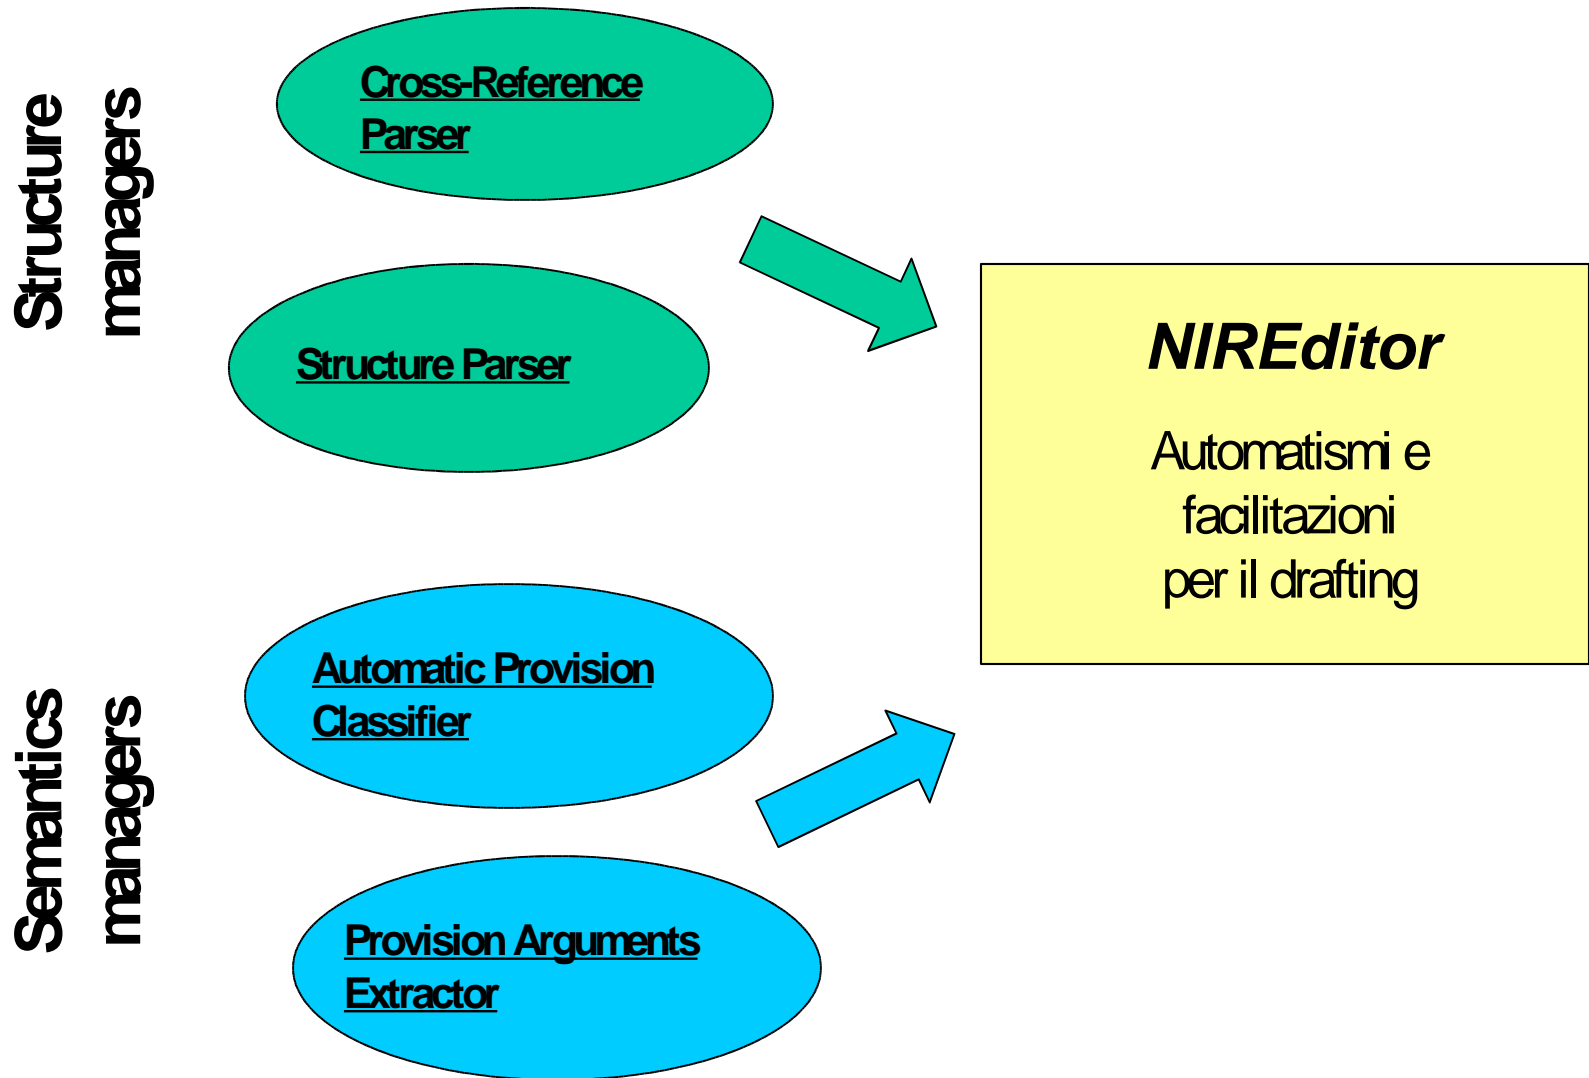 Structure
managers
Cross-Reference
Parser
Structure Parser
NIREditor
Automatismi e
facilitazioni
per il drafting
Semantics
managers
Automatic Provision
Classifier
Provision Arguments
Extractor